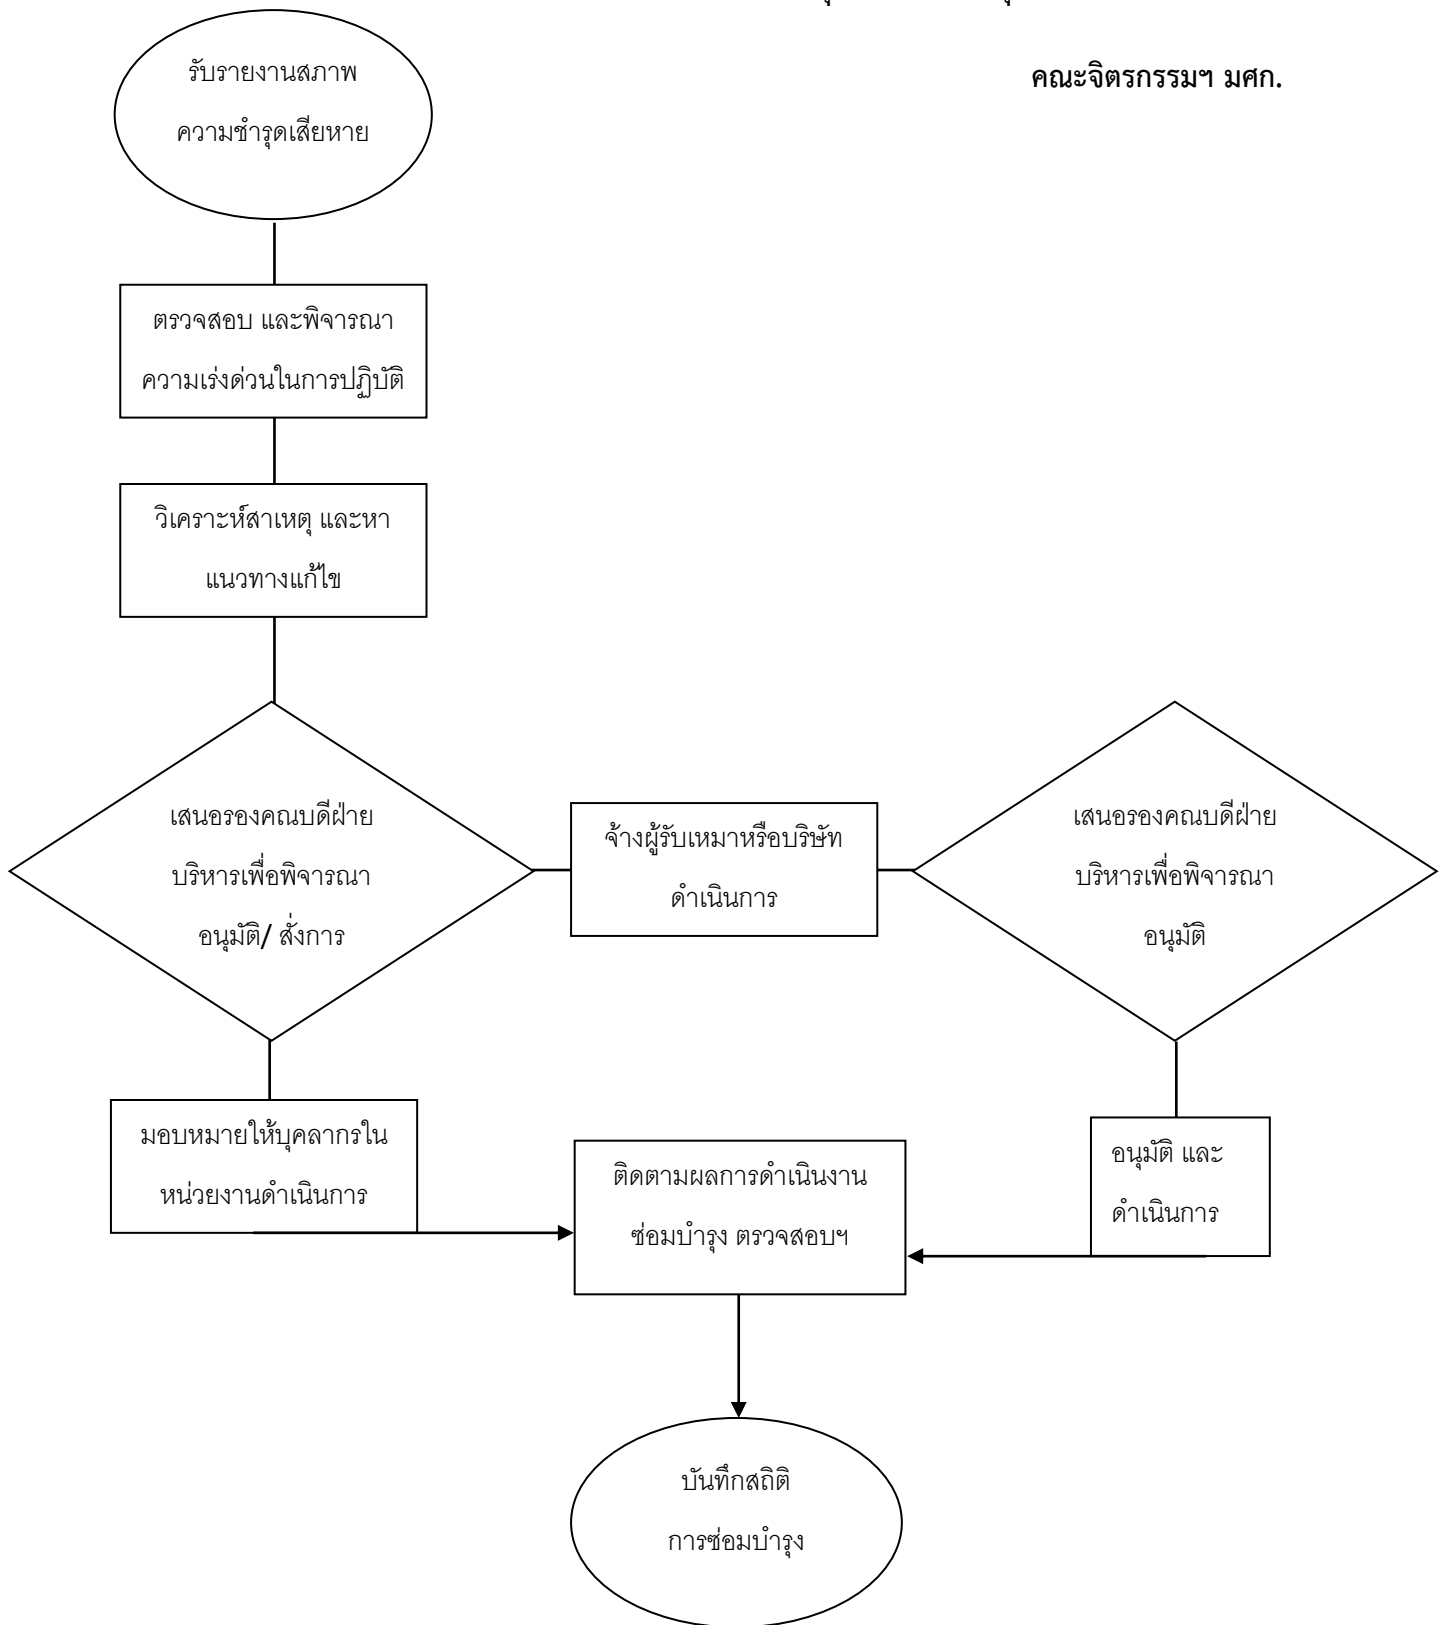 คณะจิตรกรรมฯ มศก.
รับรายงานสภาพ
ความชำรุดเสียหาย
ตรวจสอบ และพิจารณา
ความเร่งด่วนในการปฏิบัติ
วิเคราะห์สาเหตุ และหา
แนวทางแก้ไข
เสนอรองคณบดีฝ่าย
บริหารเพื่อพิจารณา
อนุมัติ/ สั่งการ
จ้างผู้รับเหมาหรือบริษัท
ดำเนินการ
เสนอรองคณบดีฝ่าย
บริหารเพื่อพิจารณา
อนุมัติ
มอบหมายให้บุคลากรใน
หน่วยงานดำเนินการ
ติดตามผลการดำเนินงาน
ซ่อมบำรุง ตรวจสอบฯ
อนุมัติ และ
ดำเนินการ
บันทึกสถิติ
การซ่อมบำรุง